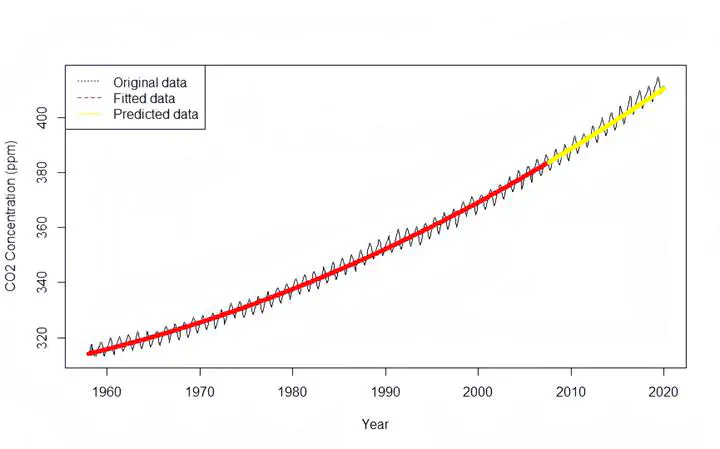 Original data
Fitted data
Predicted data
CO2 Concentration (ppm)
400
380
360
340
320
1960 1970 1980 1990 2000 2010 2020
Year